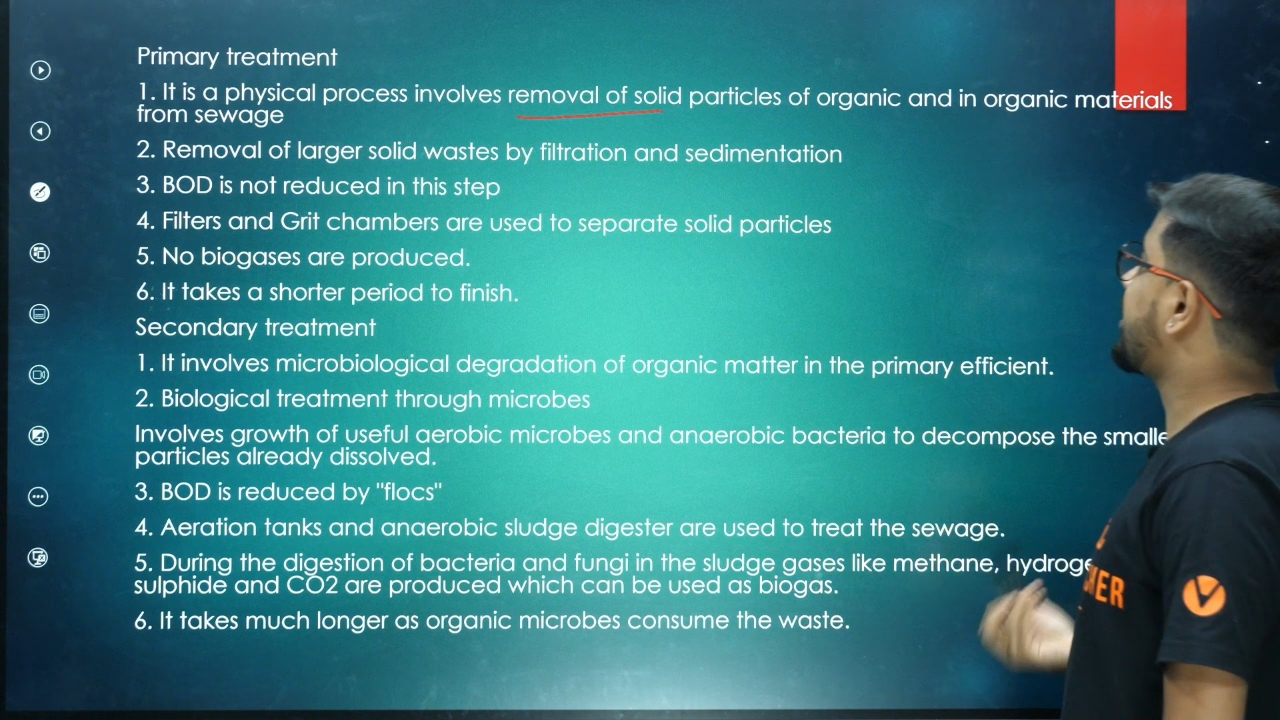 Primary treatment
1. It is a physical process involves removal of solid particles of organic and in organic materials
from sewage
2. Removal of larger solid wastes by filtration and sedimentation
3. BOD is not reduced in this step
4. Filters and Grit chambers are used to separate solid particles
5. No biogases are produced.
6. It takes a shorter period to finish.
Secondary treatment
1. It involves microbiological degradation of organic matter in the primary efficient.
2. Biological treatment through microbes
Involves growth of useful aerobic microbes and anaerobic bacteria to decompose the smalle
particles already dissolved.
3. BOD is reduced by "flocs"
4. Aeration tanks and anaerobic sludge digester are used to treat the sewage.
5. During the digestion of bacteria and fungi in the sludge gases like methane, hydroge
sulphide and CO2 are produced which can be used as biogas.
6. It takes much longer as organic microbes consume the waste.